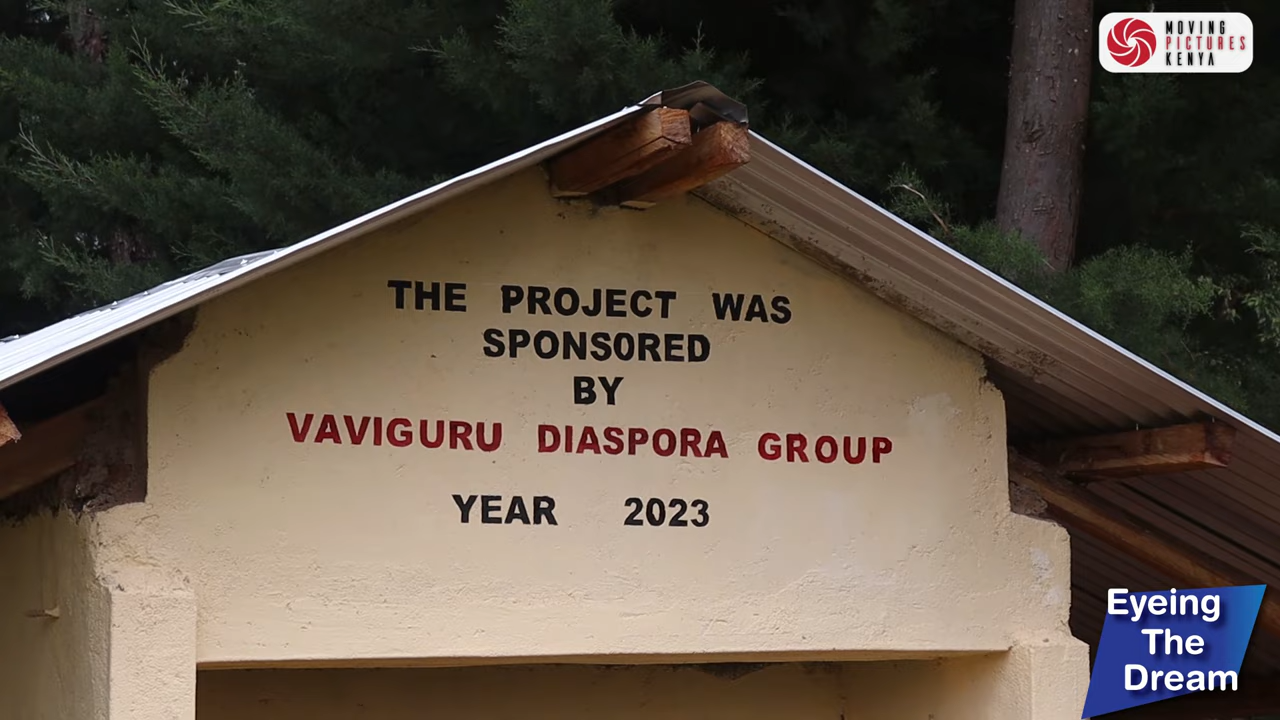 MOVING
PICTURES
KENYA
THE PROJECT WAS
SPONSORED
BY
VAVIGURU DIASPORA GROUP
YEAR 2023
Eyeing
The
Dream